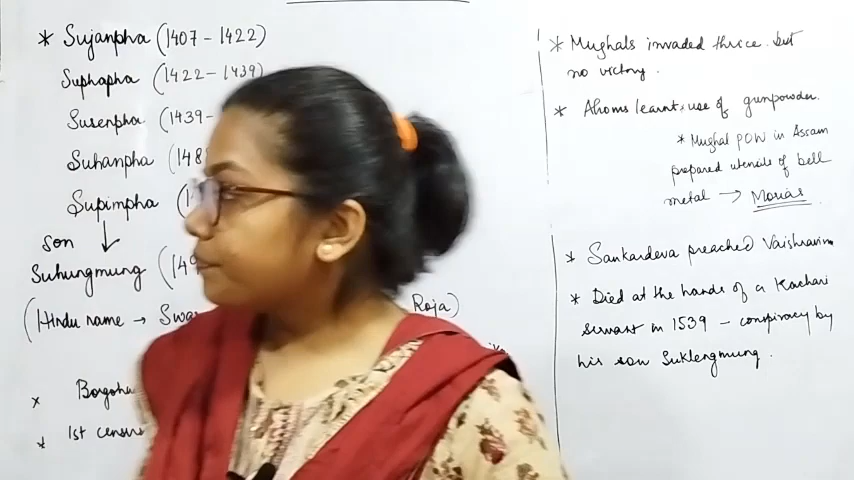 * Sujanpha (1407 - 1422)
Suphapha (1422 - 1439)
Susenpha (1439 -
Suhanpha (148
Supimpha (1
son
Suhungmung (149
(Hindu name → Swar Raja)
x Borgoha
* 1st census
* Mughals invaded thrice but
no victory.
* Ahoms learnt use of gunpowder.
* Mughal POW in Assam
prepared utensils of bell
metal → Morias
* Sankardeva preached Vaishnavism
* Died at the hands of a Kachari
servant in 1539 - conspiracy by
his son Suklengmung.